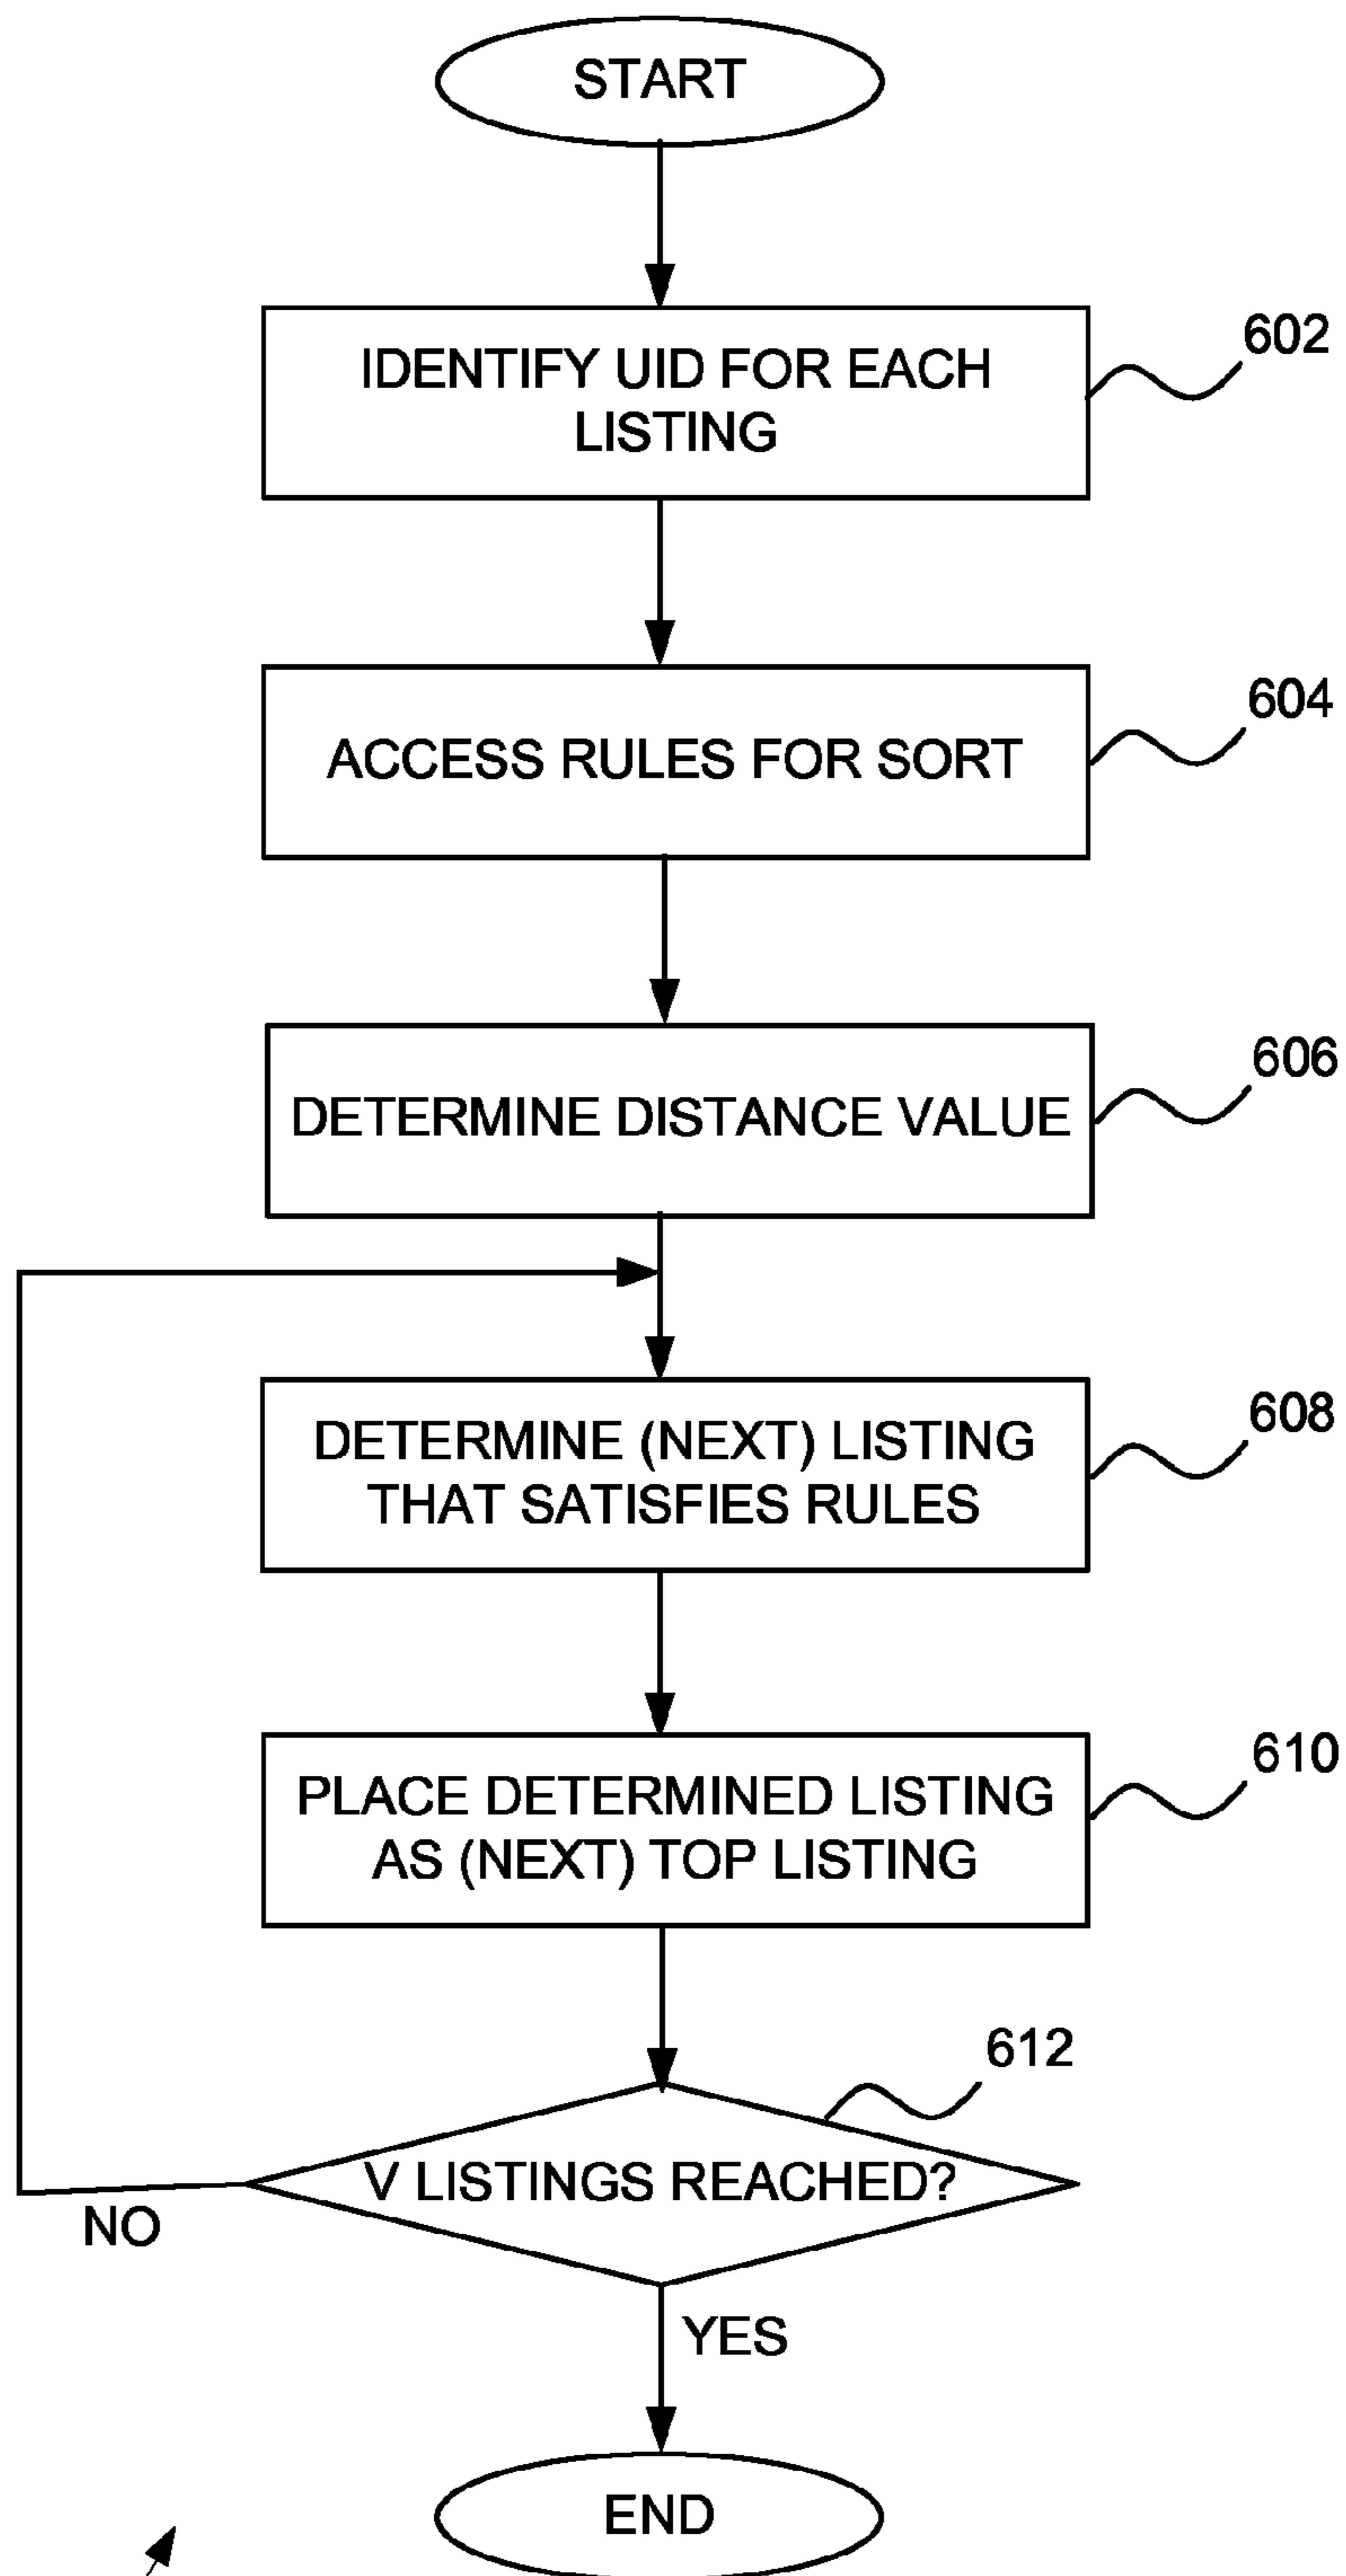 START
IDENTIFY UID FOR EACH
LISTING
602
ACCESS RULES FOR SORT
604
DETERMINE DISTANCE VALUE
606
DETERMINE (NEXT) LISTING
THAT SATISFIES RULES
608
PLACE DETERMINED LISTING
AS (NEXT) TOP LISTING
610
612
V LISTINGS REACHED?
NO
YES
END